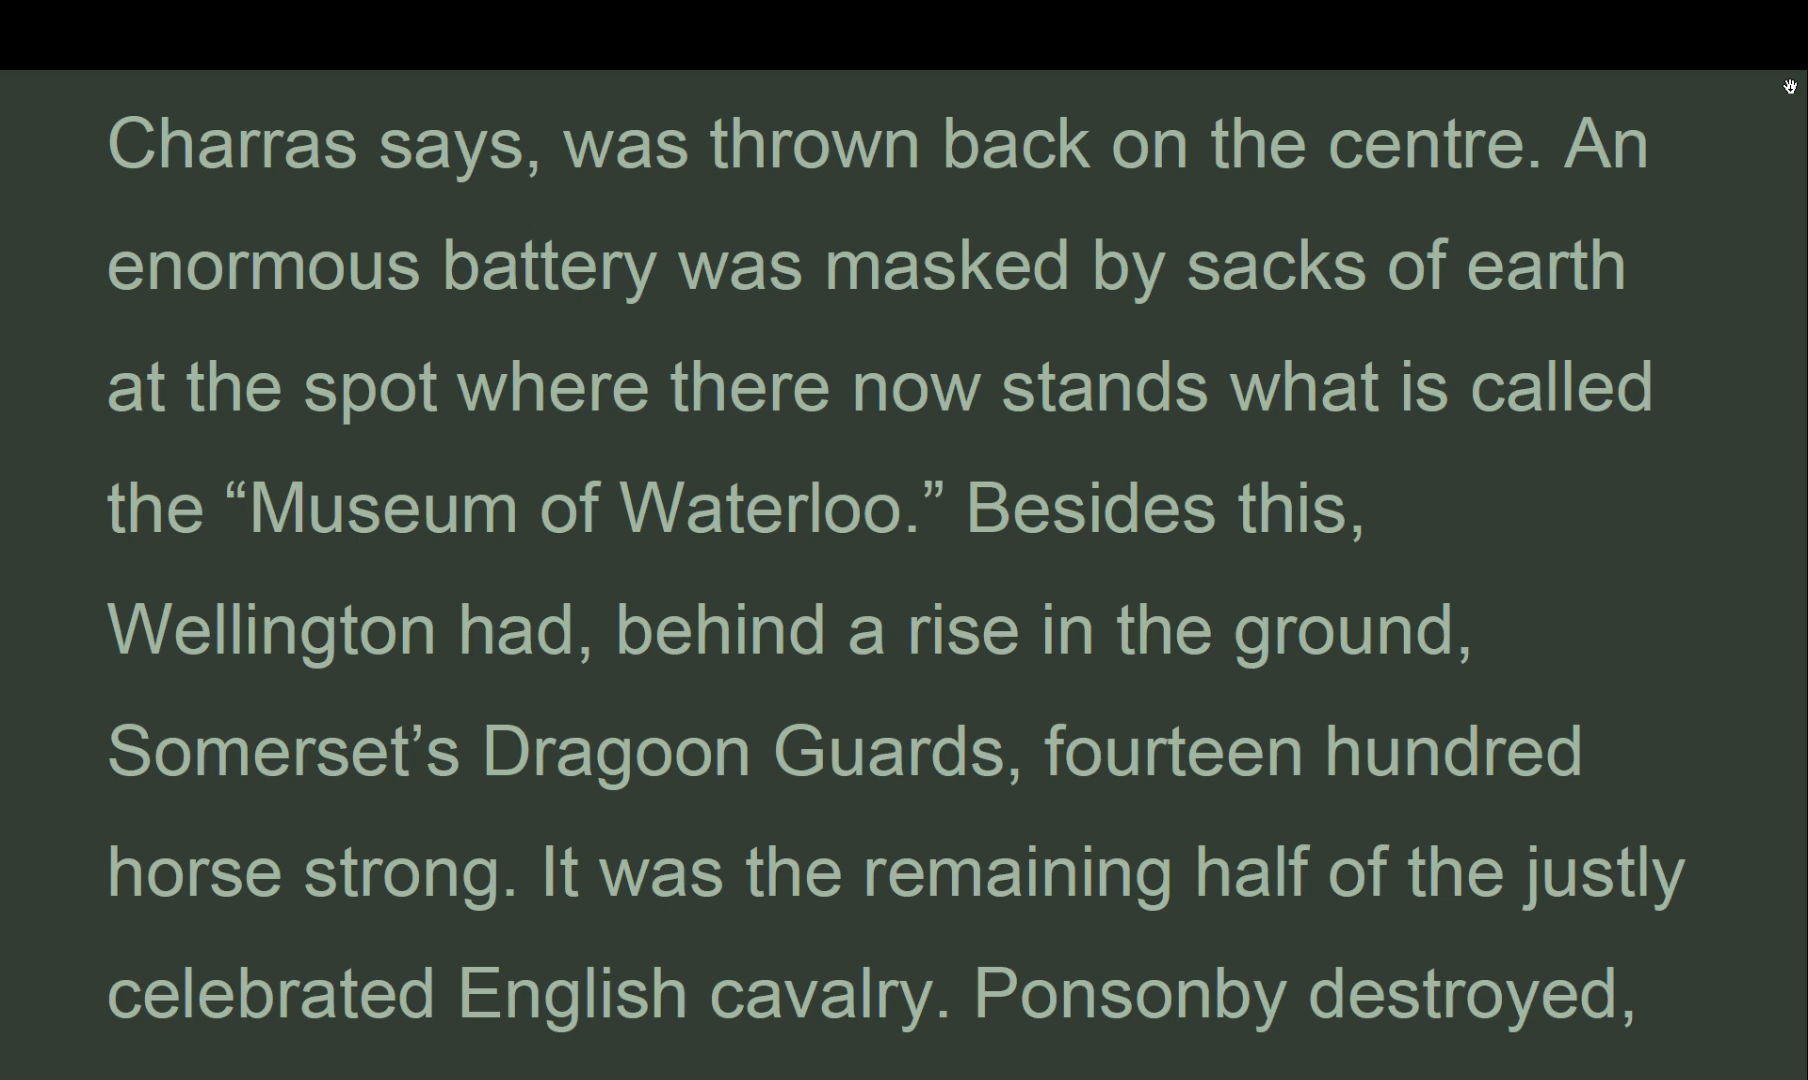 Charras says, was thrown back on the centre. An
enormous battery was masked by sacks of earth
at the spot where there now stands what is called
the “Museum of Waterloo.” Besides this,
Wellington had, behind a rise in the ground,
Somerset’s Dragoon Guards, fourteen hundred
horse strong. It was the remaining half of the justly
celebrated English cavalry. Ponsonby destroyed,